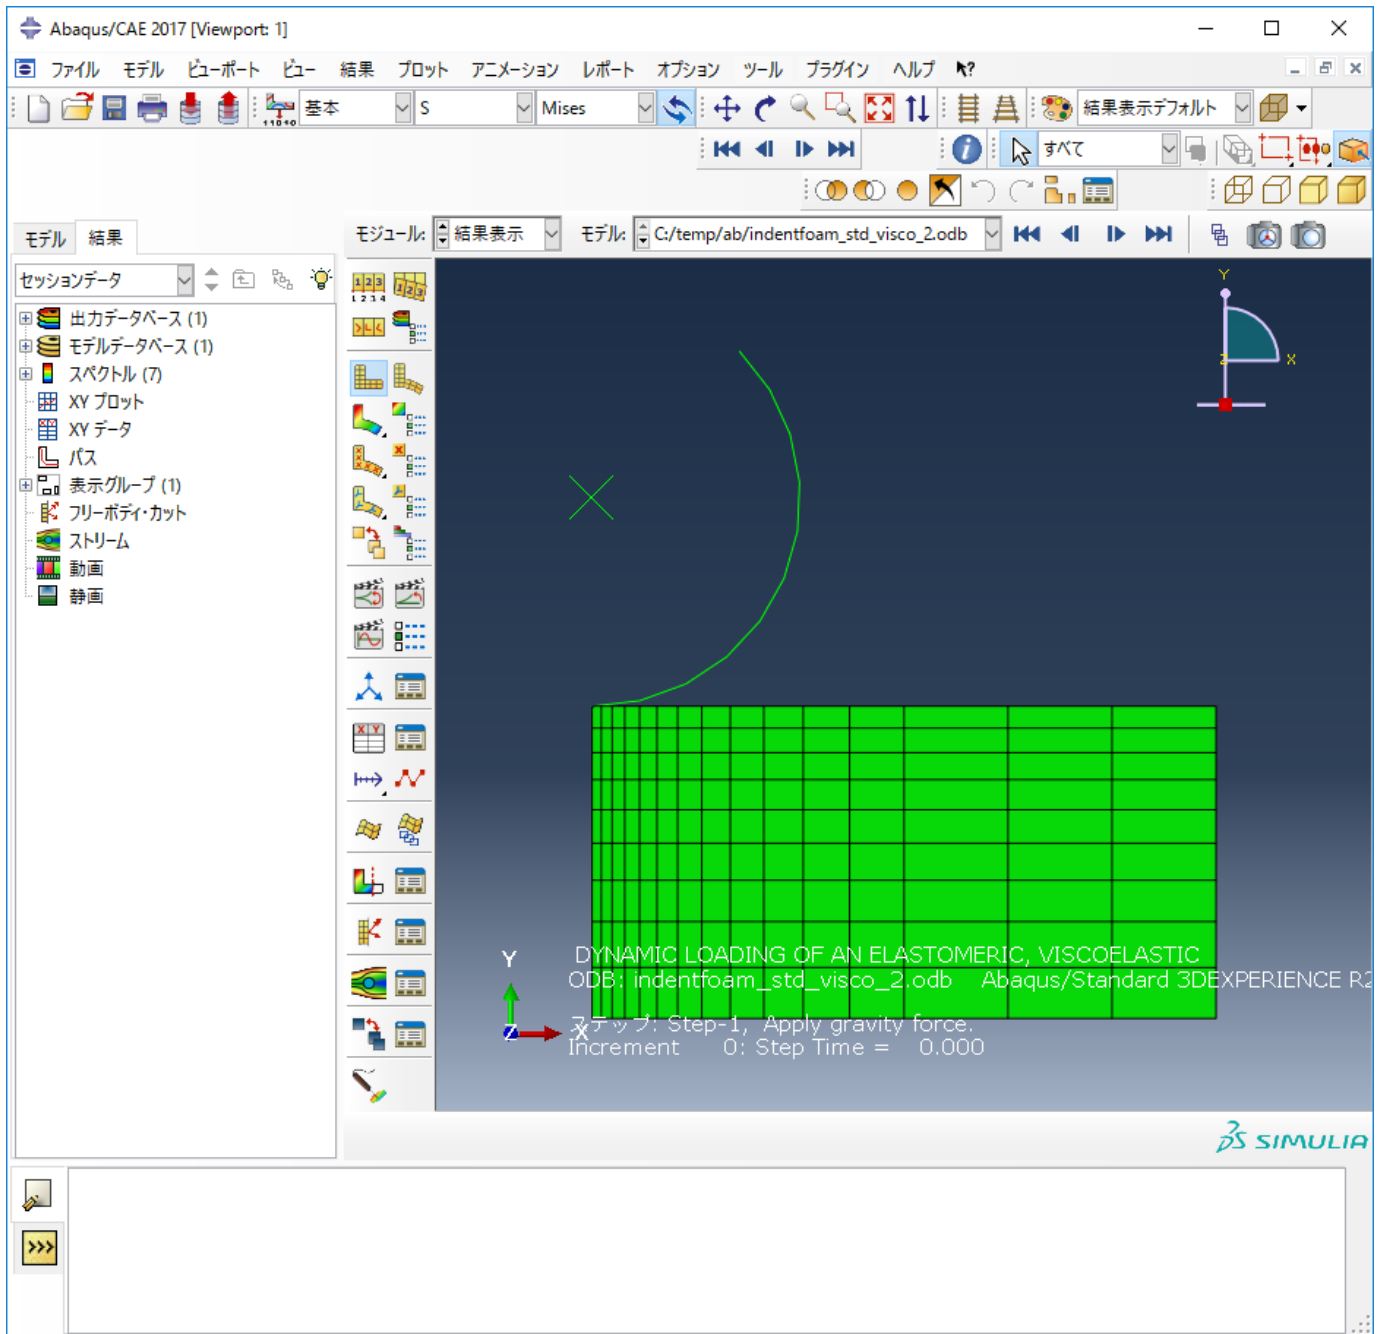 Abaqus/CAE 2017 [Viewport: 1]
ファイル モデル ビューポート ビュー 結果 プロット アニメーション レポート オプション ツール プラグイン ヘルプ
基本 S Mises 結果表示デフォルト
すべて
モデル 結果 モジュール: 結果表示 モデル: C:/temp/ab/indentfoam_std_visco_2.odb
セッションデータ
出力データベース (1)
モデルデータベース (1)
スペクトル (7)
XY プロット
XY データ
パス
表示グループ (1)
フリーボディ・カット
ストリーム
動画
静画
Y
Z X
DYNAMIC LOADING OF AN ELASTOMERIC, VISCOELASTIC
Y
ODB: indentfoam_std_visco_2.odb Abaqus/Standard 3DEXPERIENCE R2
ステップ: Step-1, Apply gravity force.
Z X
Increment 0: Step Time = 0.000
SIMULIA
>>>